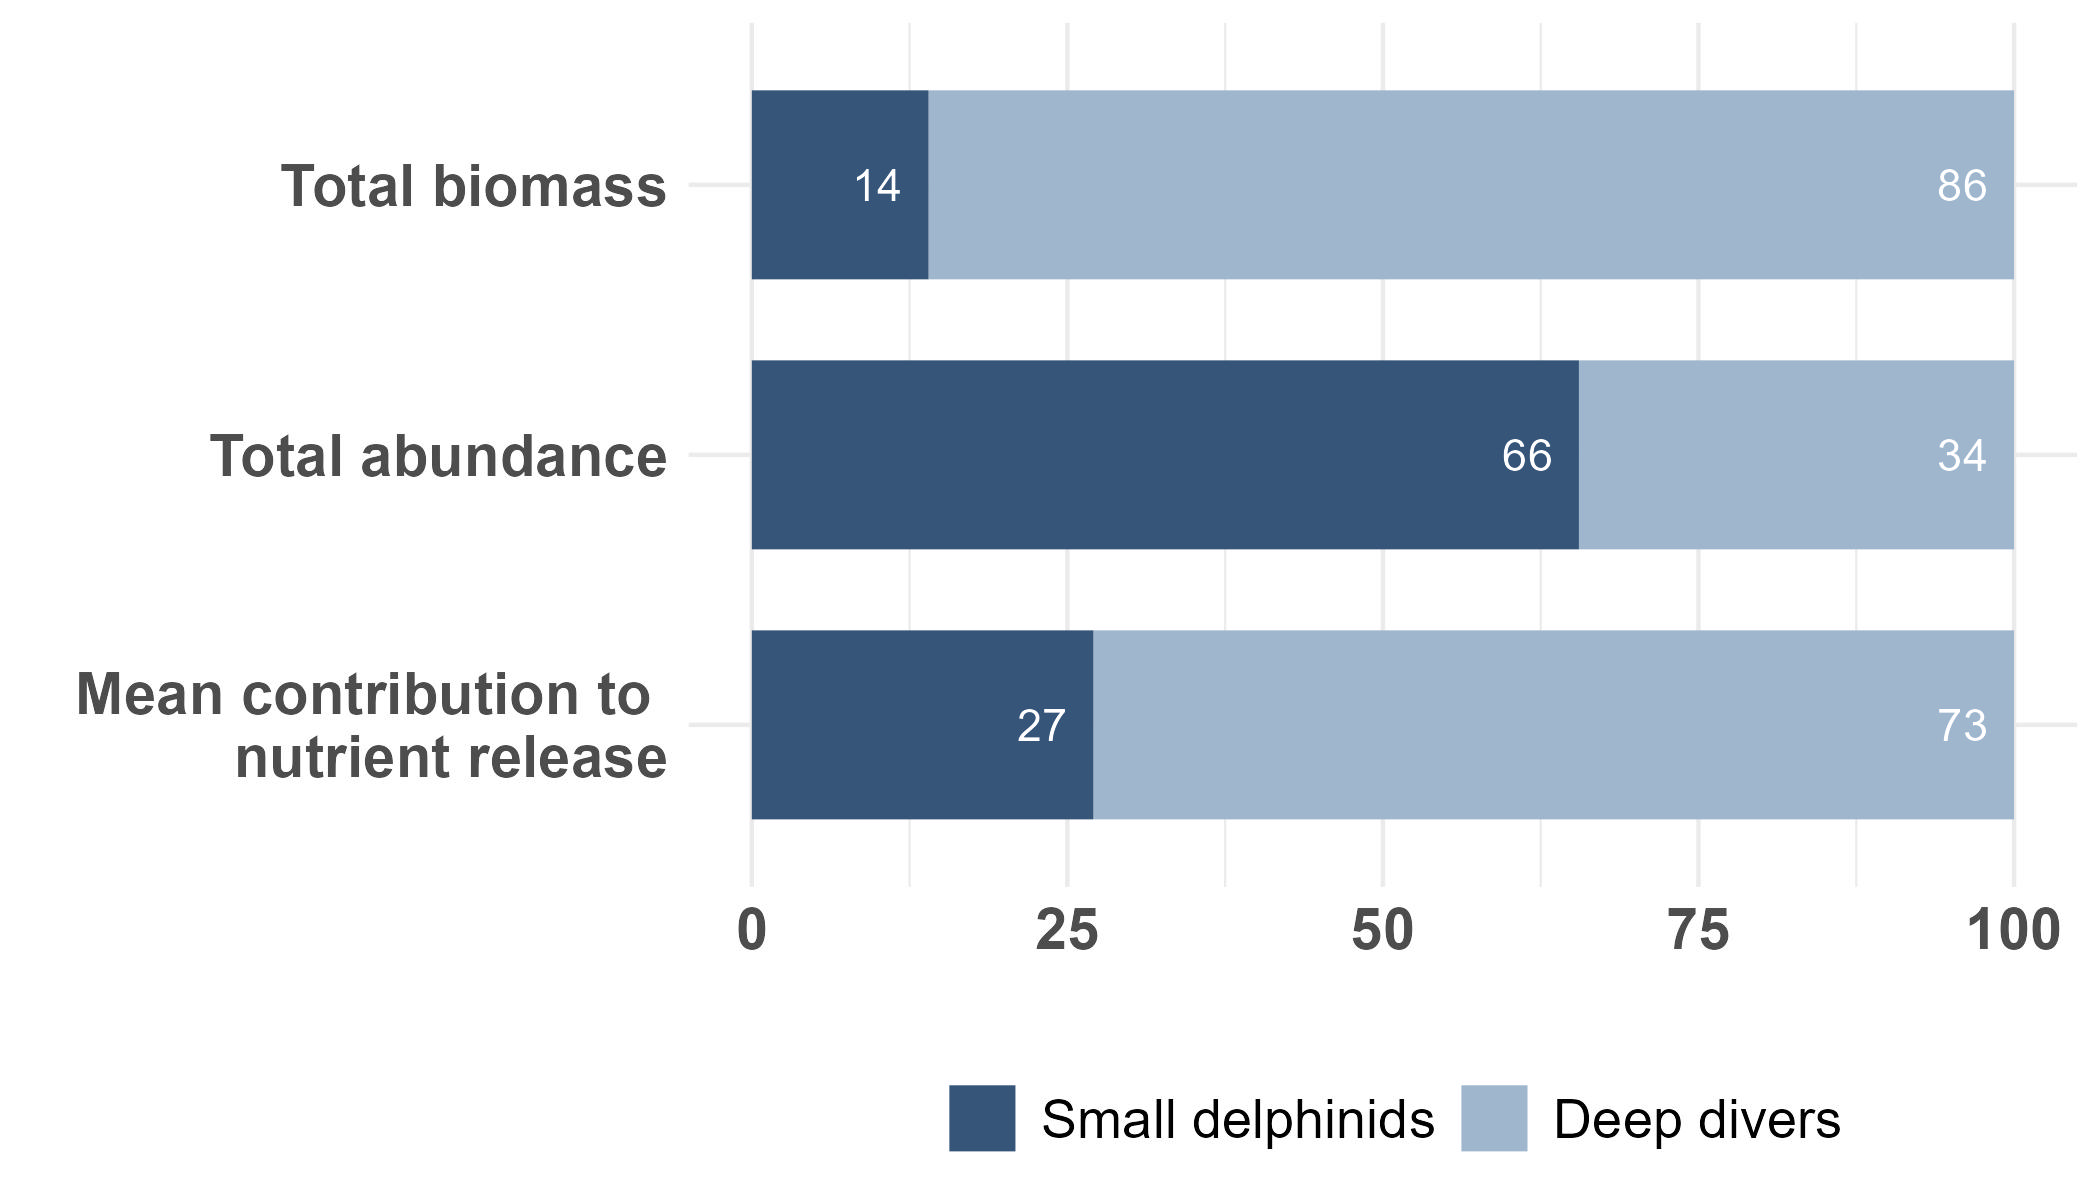 Total biomass
14
86
Total abundance
66
34
Mean contribution to
nutrient release
27
73
0 25 50 75 100
Small delphinids Deep divers